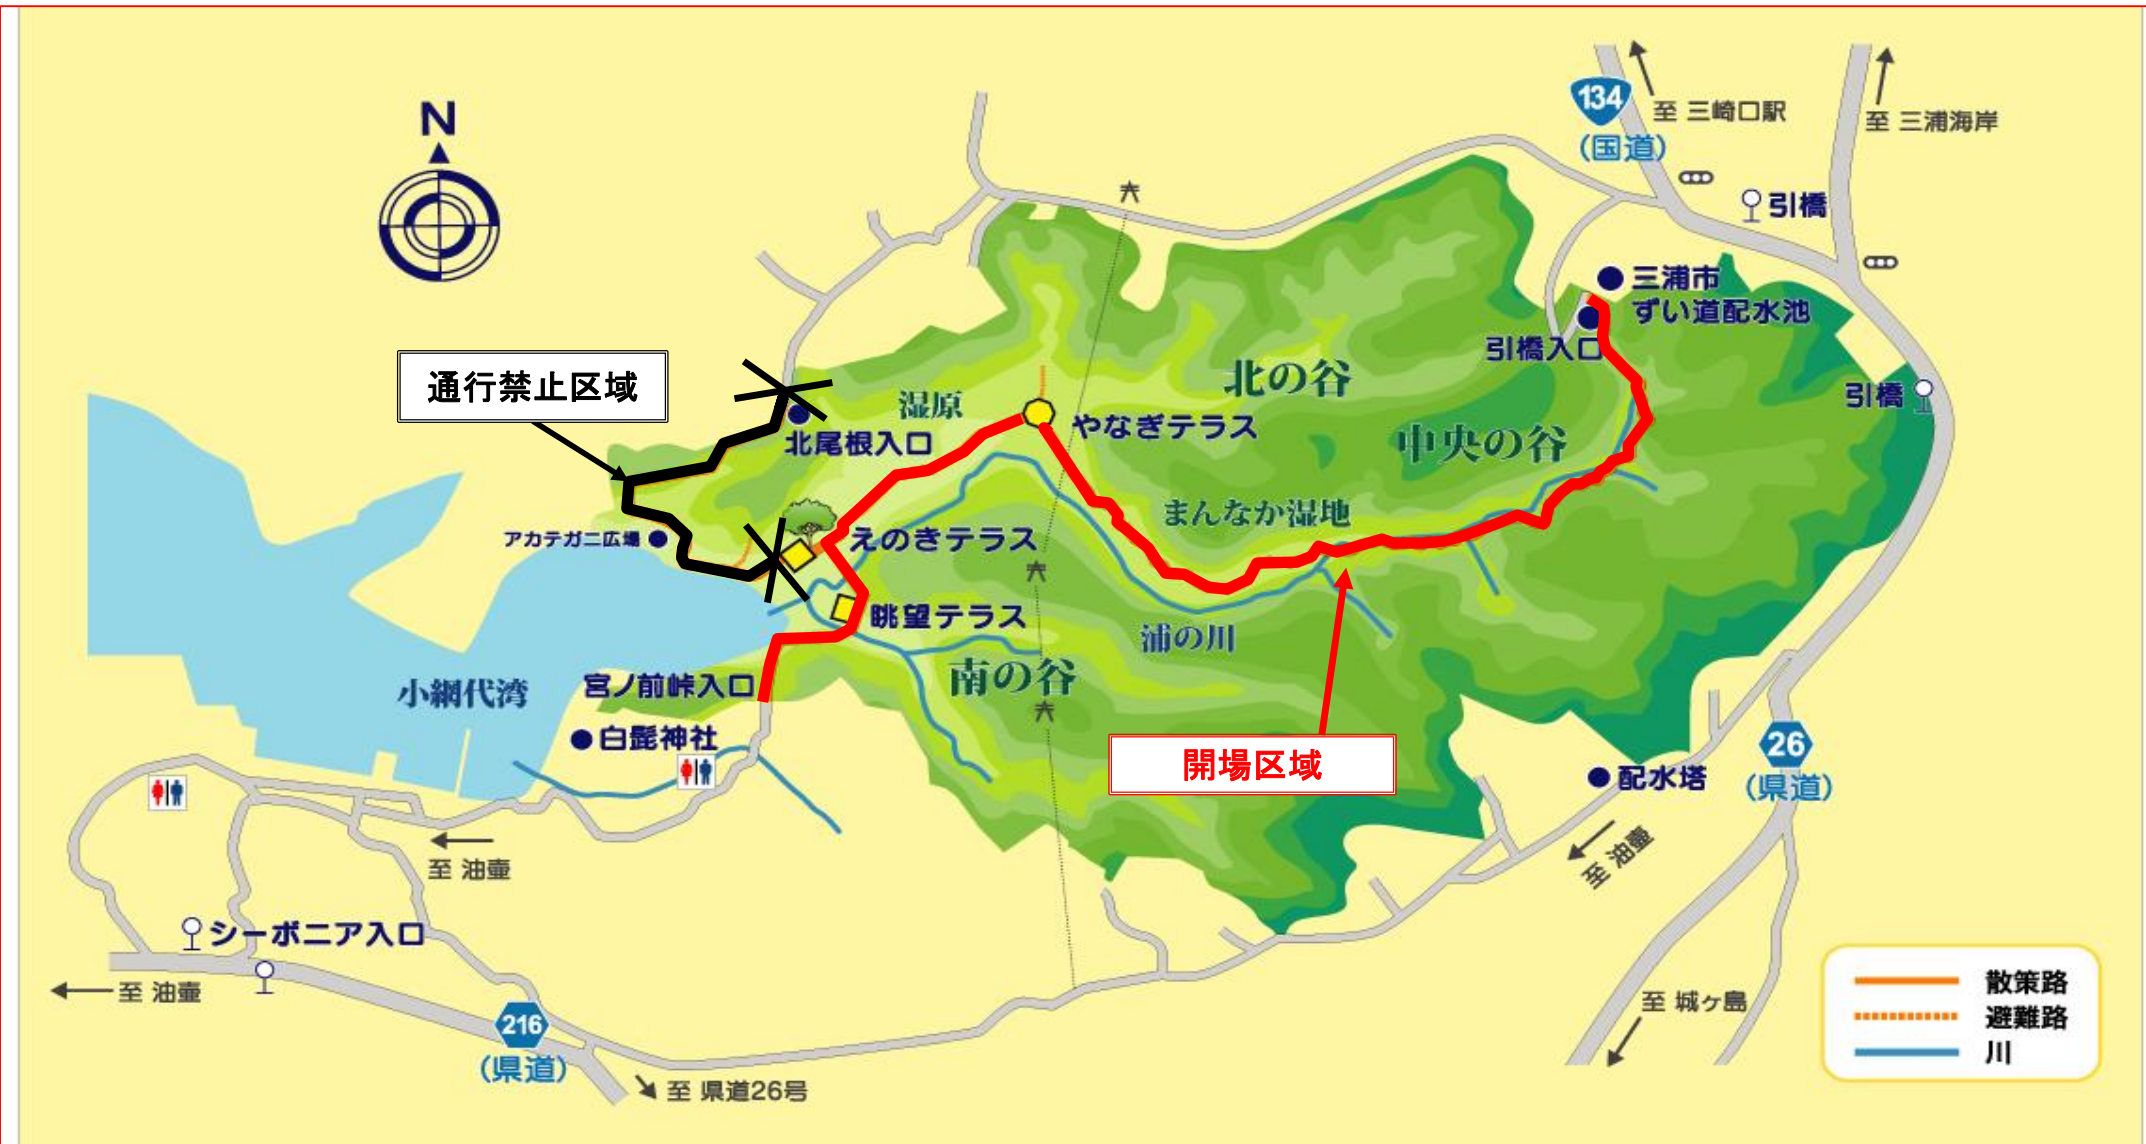 N
134
(国道)
至 三崎口駅
至 三浦海岸
引橋
三浦市
ずい道配水池
引橋入口
引橋
通行禁止区域
湿原
北の谷
北尾根入口
やなぎテラス
中央の谷
まんなか湿地
アカテガニ広場
えのきテラス
眺望テラス
浦の川
南の谷
小網代湾
宮ノ前峠入口
白髭神社
開場区域
26
(県道)
配水塔
至 油壷
至 油壷
シーボニア入口
至 油壷
216
(県道)
至 県道26号
至 城ヶ島
散策路
避難路
川